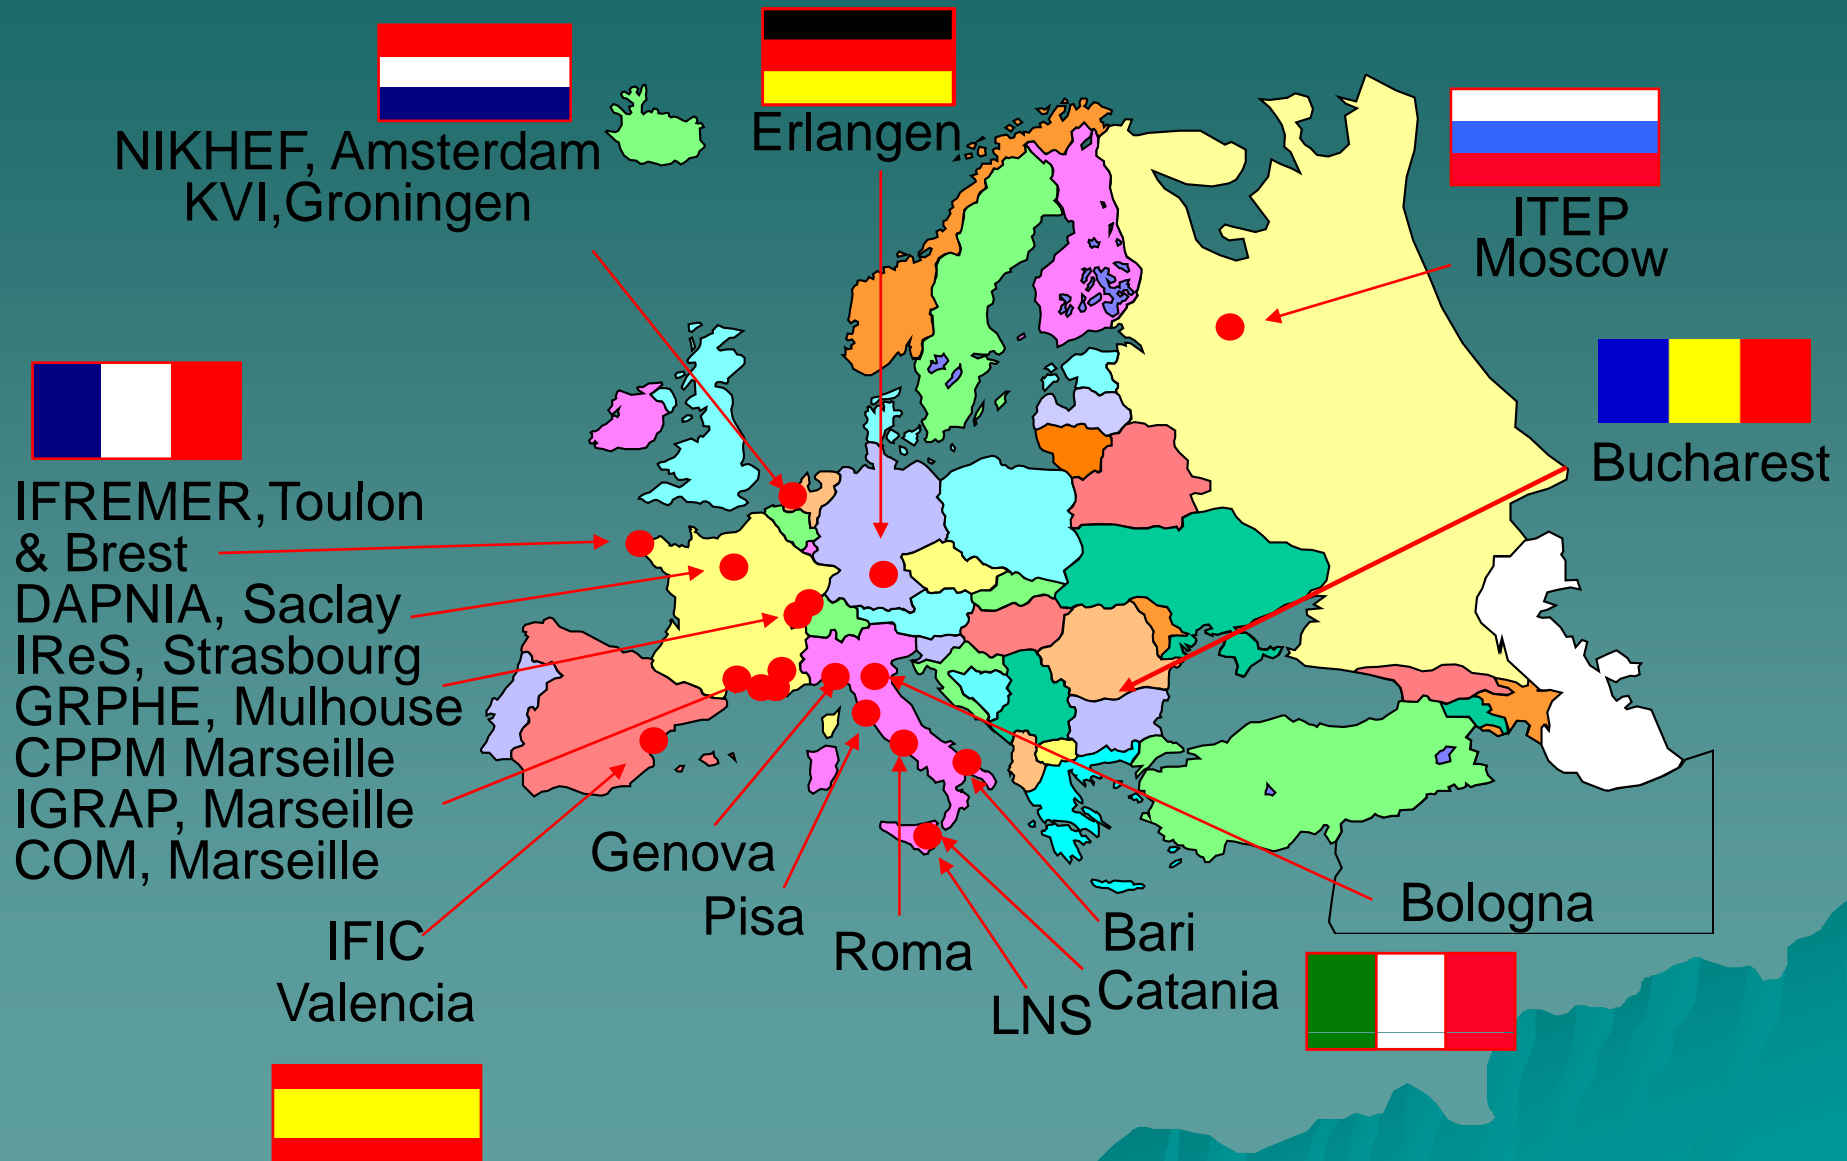 NIKHEF, Amsterdam
KVI,Groningen
Erlangen
ITEP
Moscow
Bucharest
IFREMER,Toulon
& Brest
DAPNIA, Saclay
IReS, Strasbourg
GRPHE, Mulhouse
CPPM Marseille
IGRAP, Marseille
COM, Marseille
IFIC
Valencia
Genova
Pisa
Roma
LNS
Bari
Catania
Bologna